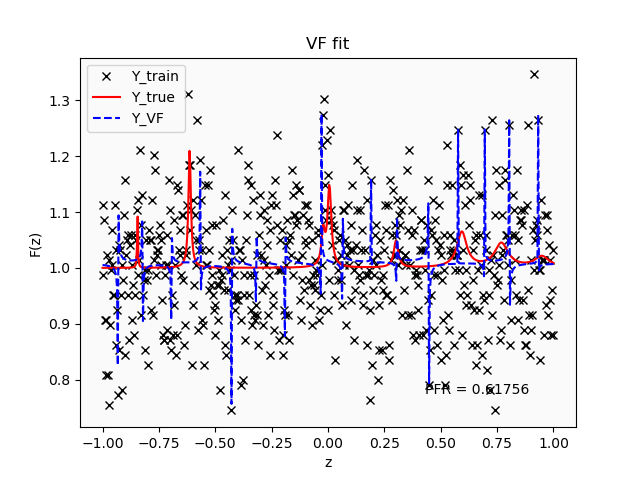 VF fit
Y_train
Y_true
Y_VF
F(z)
1.3
1.2
1.1
1.0
0.9
0.8
PFR = 0.61756
−1.00 −0.75 −0.50 −0.25 0.00 0.25 0.50 0.75 1.00
z